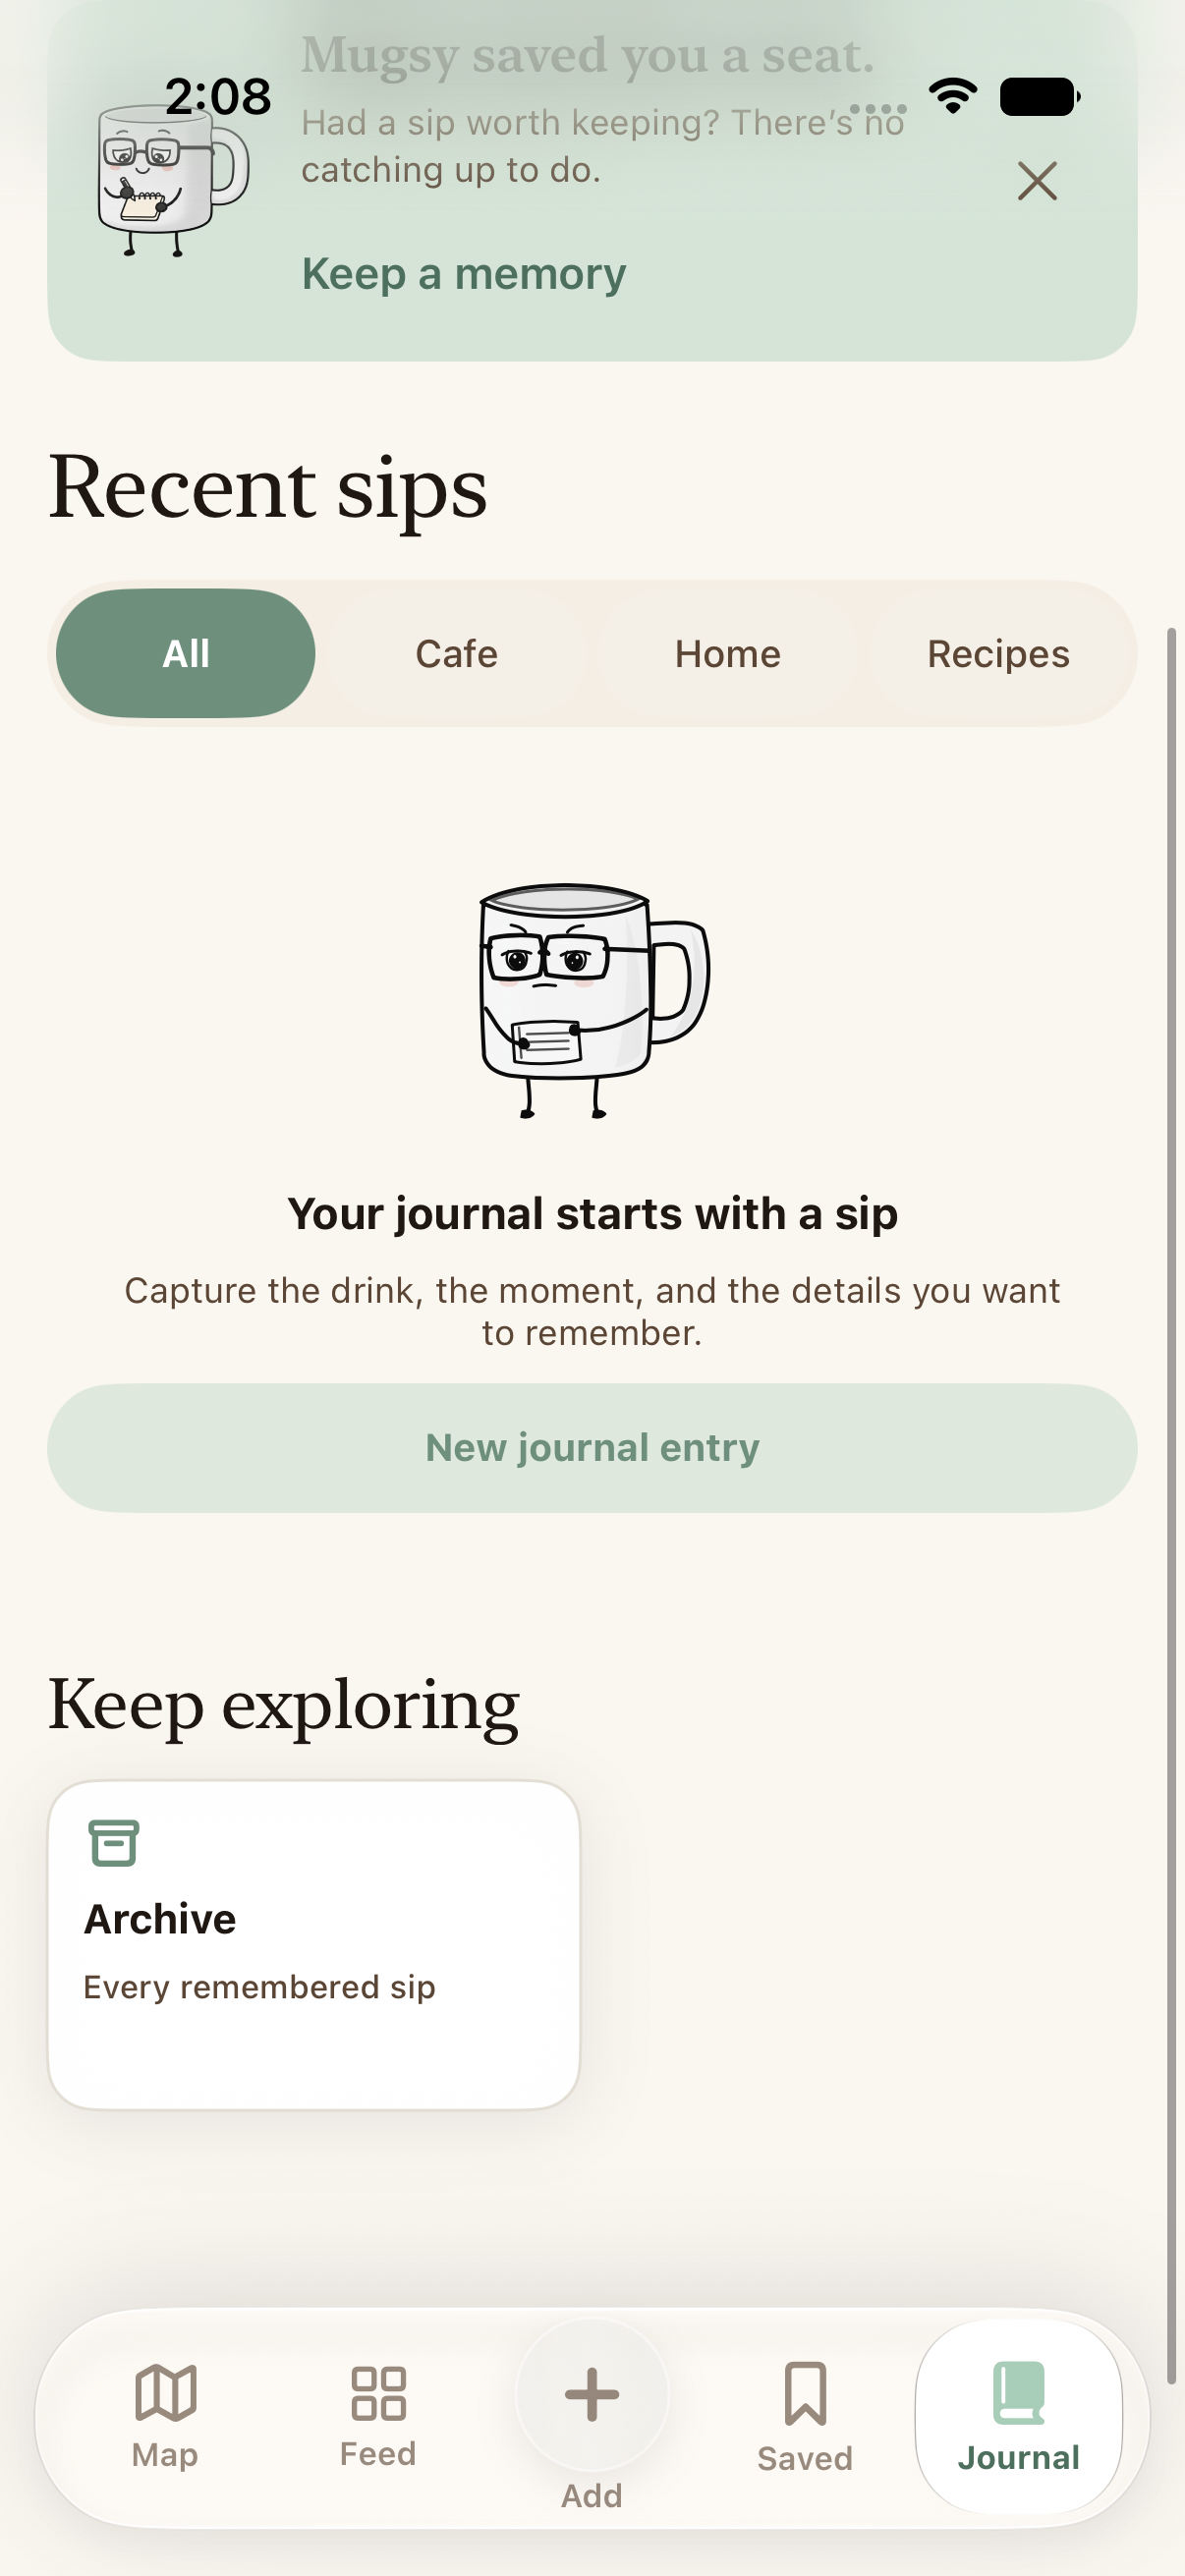 Mugsy saved you a seat.
2:08
Had a sip worth keeping? There's no
catching up to do.
Keep a memory
Recent sips
All
Cafe
Home
Recipes
Your journal starts with a sip
Capture the drink, the moment, and the details you want
to remember.
New journal entry
Keep exploring
Archive
Every remembered sip
Map
Feed
Add
Saved
Journal